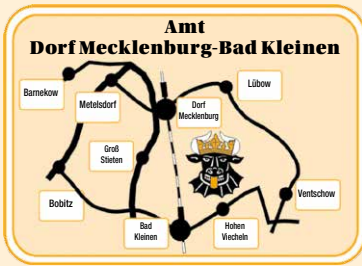 Amt
Dorf Mecklenburg-Bad Kleinen
Barnekow
Metelsdorf
Dorf
Mecklenburg
Lübow
Groß
Stieten
Bobitz
Bad
Kleinen
Hohen
Viecheln
Ventschow